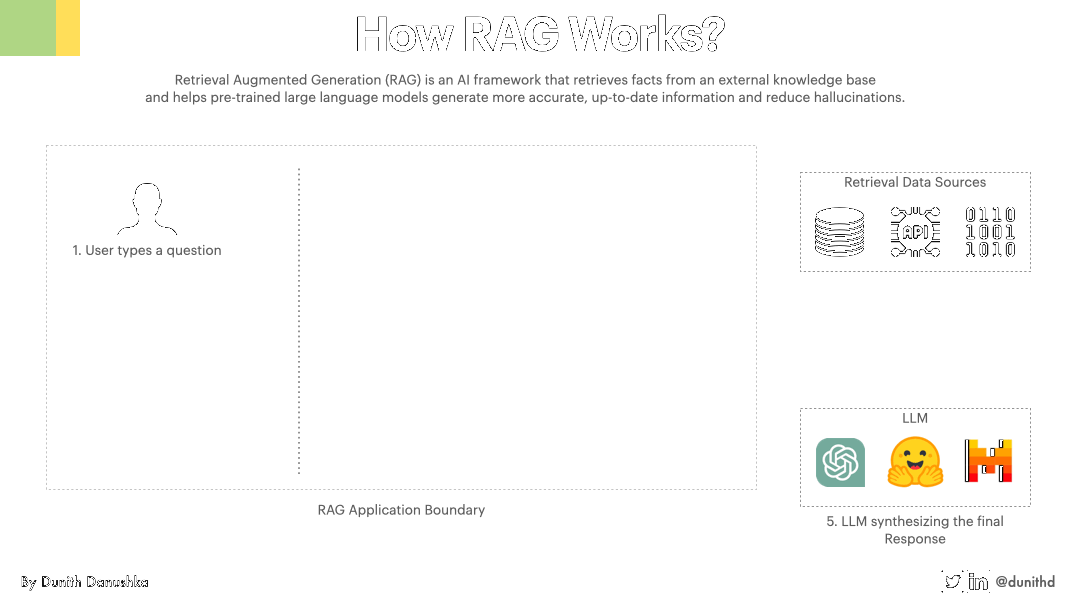 How RAG Works?
Retrieval Augmented Generation (RAG) is an AI framework that retrieves facts from an external knowledge base
and helps pre-trained large language models generate more accurate, up-to-date information and reduce hallucinations.
Retrieval Data Sources
API
0110
1001
1010
1. User types a question
LLM
RAG Application Boundary
5. LLM synthesizing the final
Response
By Dunith Danushka
in @dunithd